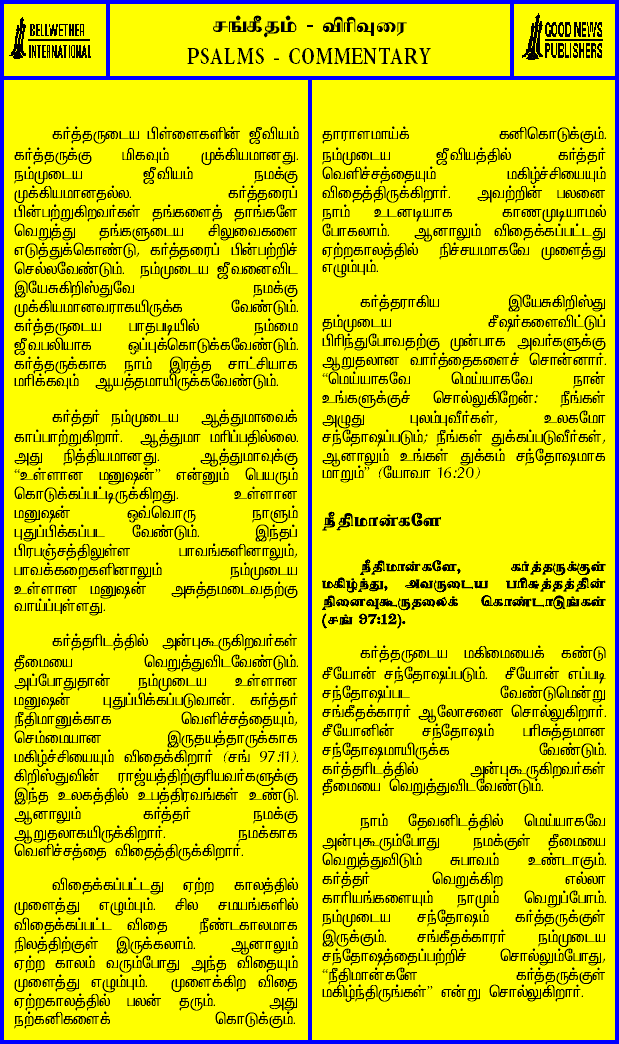 BELLWETHER
INTERNATIONAL
சங்கீதம் - விரிவுரை
PSALMS - COMMENTARY
GOOD NEWS
PUBLISHERS
கர்த்தருடைய பிள்ளைகளின் ஜீவியம்
கர்த்தருக்கு மிகவும் முக்கியமானது.
நம்முடைய ஜீவியம் நமக்கு
முக்கியமானதல்ல. கர்த்தரைப்
பின்பற்றுகிறவர்கள் தங்களைத் தாங்களே
வெறுத்து தங்களுடைய சிலுவைகளை
எடுத்துக்கொண்டு, கர்த்தரைப் பின்பற்றிச்
செல்லவேண்டும். நம்முடைய ஜீவனைவிட
இயேசுகிறிஸ்துவே நமக்கு
முக்கியமானவராகயிருக்க வேண்டும்.
கர்த்தருடைய பாதபடியில் நம்மை
ஜீவபலியாக ஒப்புக்கொடுக்கவேண்டும்.
கர்த்தருக்காக நாம் இரத்த சாட்சியாக
மரிக்கவும் ஆயத்தமாயிருக்கவேண்டும்.
கர்த்தர் நம்முடைய ஆத்துமாவைக்
காப்பாற்றுகிறார். ஆத்துமா மரிப்பதில்லை.
அது நித்தியமானது. ஆத்துமாவுக்கு
“உள்ளான மனுஷன்” என்னும் பெயரும்
கொடுக்கப்பட்டிருக்கிறது. உள்ளான
மனுஷன் ஒவ்வொரு நாளும்
புதுப்பிக்கப்பட வேண்டும். இந்தப்
பிரபஞ்சத்திலுள்ள பாவங்களினாலும்,
பாவக்கறைகளினாலும் நம்முடைய
உள்ளான மனுஷன் அசுத்தமடைவதற்கு
வாய்ப்புள்ளது.
கர்த்தரிடத்தில் அன்புகூருகிறவர்கள்
தீமையை வெறுத்துவிடவேண்டும்.
அப்போதுதான் நம்முடைய உள்ளான
மனுஷன் புதுப்பிக்கப்படுவான். கர்த்தர்
நீதிமானுக்காக வெளிச்சத்தையும்,
செம்மையான இருதயத்தாருக்காக
மகிழ்ச்சியையும் விதைக்கிறார் (சங் 97:11).
கிறிஸ்துவின் ராஜ்யத்திற்குரியவர்களுக்கு
இந்த உலகத்தில் உபத்திரவங்கள் உண்டு.
ஆனாலும் கர்த்தர் நமக்கு
ஆறுதலாகயிருக்கிறார். நமக்காக
வெளிச்சத்தை விதைத்திருக்கிறார்.
விதைக்கப்பட்டது ஏற்ற காலத்தில்
முளைத்து எழும்பும். சில சமயங்களில்
விதைக்கப்பட்ட விதை நீண்டகாலமாக
நிலத்திற்குள் இருக்கலாம். ஆனாலும்
ஏற்ற காலம் வரும்போது அந்த விதையும்
முளைத்து எழும்பும். முளைக்கிற விதை
ஏற்றகாலத்தில் பலன் தரும். அது
நற்கனிகளைக் கொடுக்கும்.
தாராளமாய்க் கனிகொடுக்கும்.
நம்முடைய ஜீவியத்தில் கர்த்தர்
வெளிச்சத்தையும் மகிழ்ச்சியையும்
விதைத்திருக்கிறார். அவற்றின் பலனை
நாம் உடனடியாக காணமுடியாமல்
போகலாம். ஆனாலும் விதைக்கப்பட்டது
ஏற்றகாலத்தில் நிச்சயமாகவே முளைத்து
எழும்பும்.
கர்த்தராகிய இயேசுகிறிஸ்து
தம்முடைய சீஷர்களைவிட்டுப்
பிரிந்துபோவதற்கு முன்பாக அவர்களுக்கு
ஆறுதலான வார்த்தைகளைச் சொன்னார்.
“மெய்யாகவே மெய்யாகவே நான்
உங்களுக்குச் சொல்லுகிறேன்: நீங்கள்
அழுது புலம்புவீர்கள், உலகமோ
சந்தோஷப்படும்; நீங்கள் துக்கப்படுவீர்கள்,
ஆனாலும் உங்கள் துக்கம் சந்தோஷமாக
மாறும்” (யோவா 16:20)
நீதிமான்களே
நீதிமான்களே, கர்த்தருக்குள்
மகிழ்ந்து, அவருடைய பரிசுத்தத்தின்
நினைவுகூருதலைக் கொண்டாடுங்கள்
(சங் 97:12).
கர்த்தருடைய மகிமையைக் கண்டு
சீயோன் சந்தோஷப்படும். சீயோன் எப்படி
சந்தோஷப்பட வேண்டுமென்று
சங்கீதக்காரர் ஆலோசனை சொல்லுகிறார்.
சீயோனின் சந்தோஷம் பரிசுத்தமான
சந்தோஷமாயிருக்க வேண்டும்.
கர்த்தரிடத்தில் அன்புகூருகிறவர்கள்
தீமையை வெறுத்துவிடவேண்டும்.
நாம் தேவனிடத்தில் மெய்யாகவே
அன்புகூரும்போது நமக்குள் தீமையை
வெறுத்துவிடும் சுபாவம் உண்டாகும்.
கர்த்தர் வெறுக்கிற எல்லா
காரியங்களையும் நாமும் வெறுப்போம்.
நம்முடைய சந்தோஷம் கர்த்தருக்குள்
இருக்கும். சங்கீதக்காரர் நம்முடைய
சந்தோஷத்தைப்பற்றிச் சொல்லும்போது,
“நீதிமான்களே கர்த்தருக்குள்
மகிழ்ந்திருங்கள்” என்று சொல்லுகிறார்.